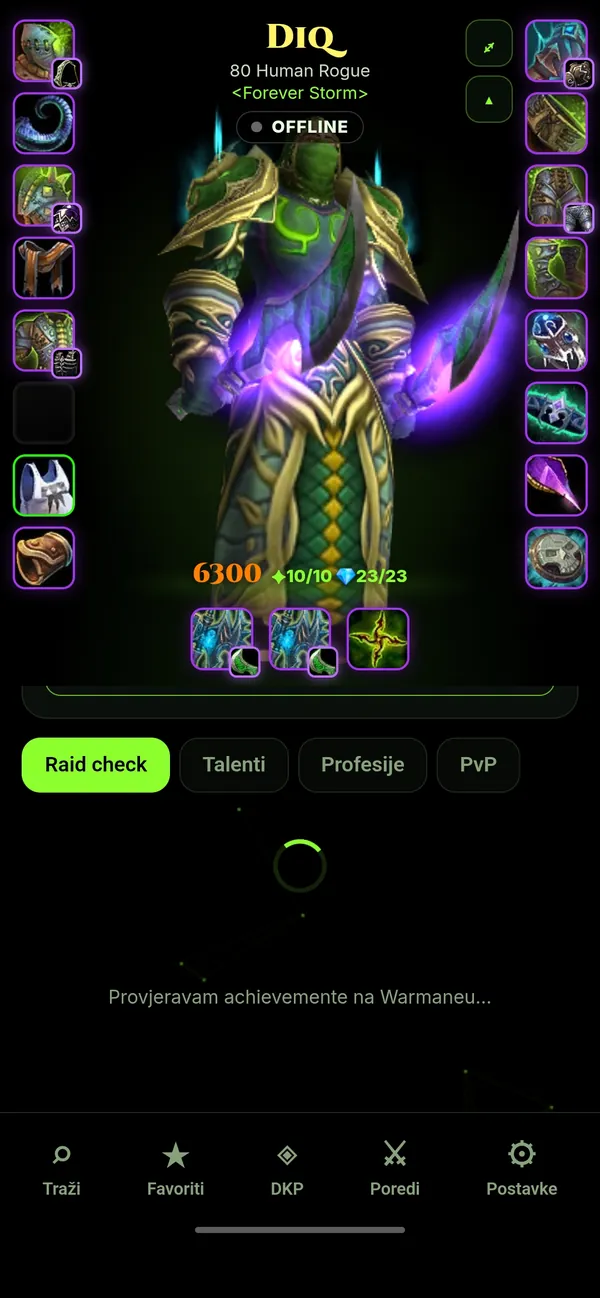 DIQ
80 Human Rogue
<Forever Storm>
OFFLINE
6300 10/10 23/23
Raid check
Talenti
Profesije
PvP
Provjeravam achievemente na Warmaneu...
Traži
Favoriti
DKP
Poredi
Postavke